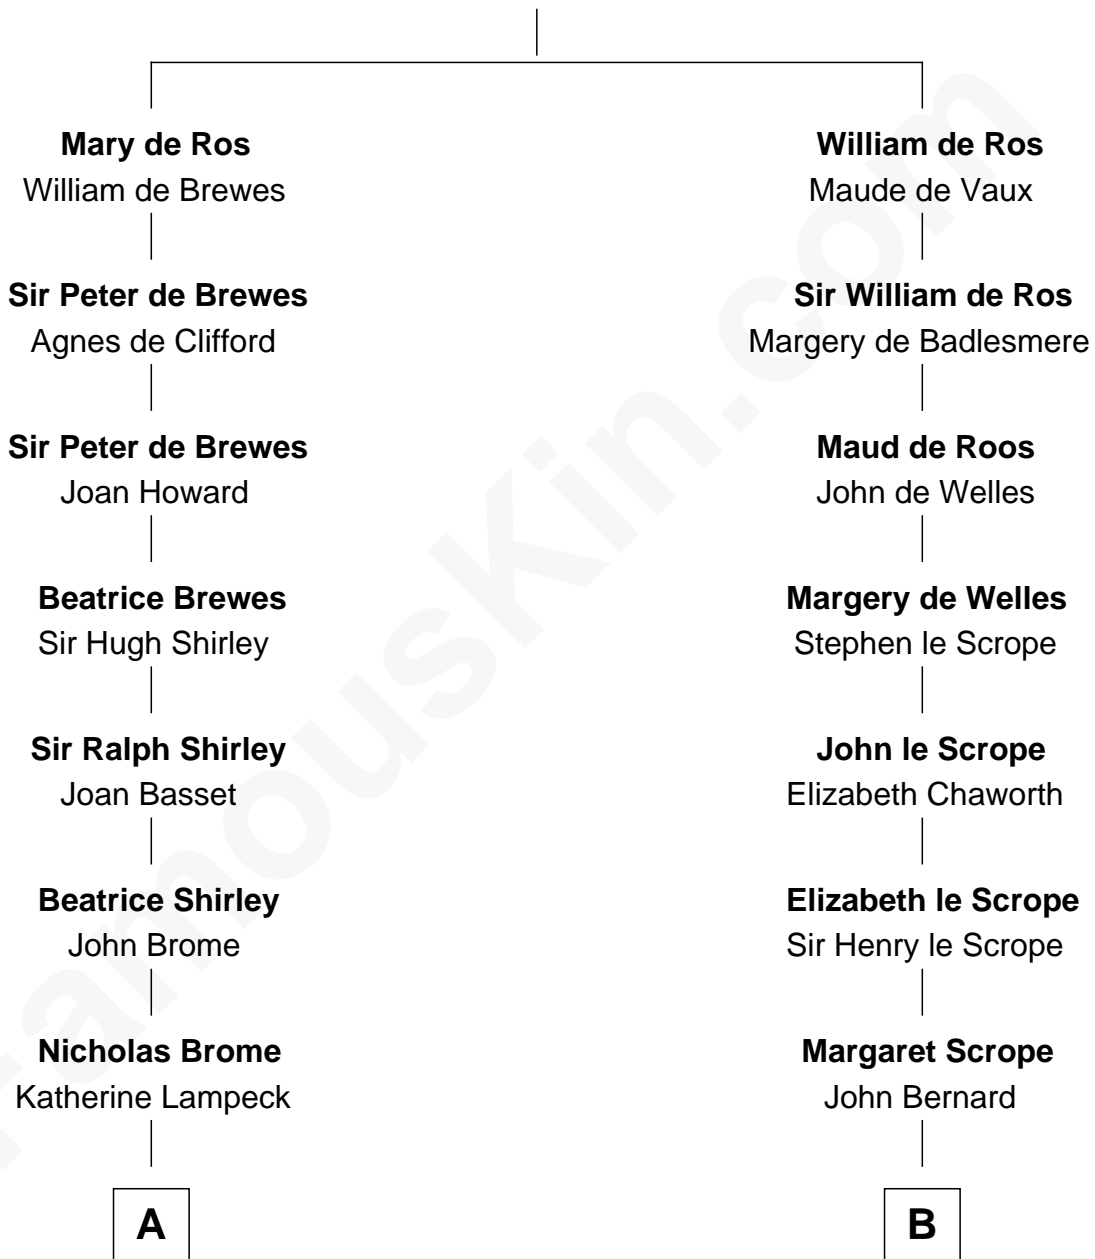 Mary de Ros
William de Brewes
Sir Peter de Brewes
Agnes de Clifford
Sir Peter de Brewes
Joan Howard
Beatrice Brewes
Sir Hugh Shirley
Sir Ralph Shirley
Joan Basset
Beatrice Shirley
John Brome
Nicholas Brome
Katherine Lampeck
A
William de Ros
Maude de Vaux
Sir William de Ros
Margery de Badlesmere
Maud de Roos
John de Welles
Margery de Welles
Stephen le Scrope
John le Scrope
Elizabeth Chaworth
Elizabeth le Scrope
Sir Henry le Scrope
Margaret Scrope
John Bernard
B
FamousKin.com